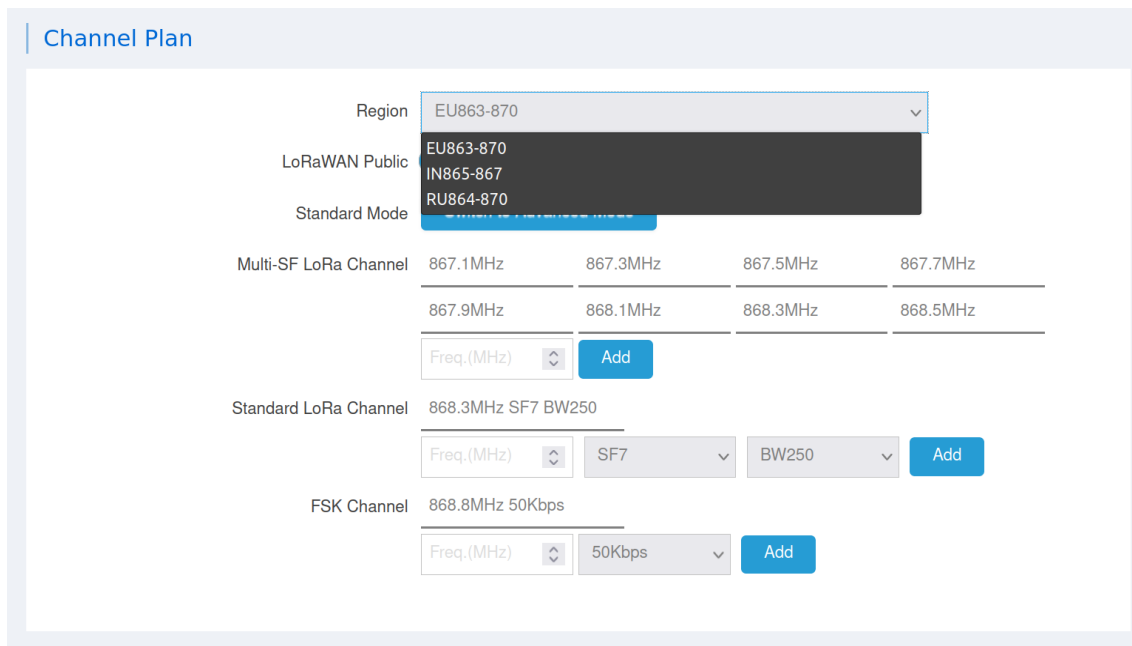 Channel Plan
Region EU863-870
EU863-870
LoRaWAN Public
IN865-867
RU864-870
Standard Mode
Multi-SF LoRa Channel 867.1MHz 867.3MHz 867.5MHz 867.7MHz
867.9MHz 868.1MHz 868.3MHz 868.5MHz
Freq.(MHz) Add
Standard LoRa Channel 868.3MHz SF7 BW250
Freq.(MHz) SF7 BW250 Add
FSK Channel 868.8MHz 50Kbps
Freq.(MHz) 50Kbps Add